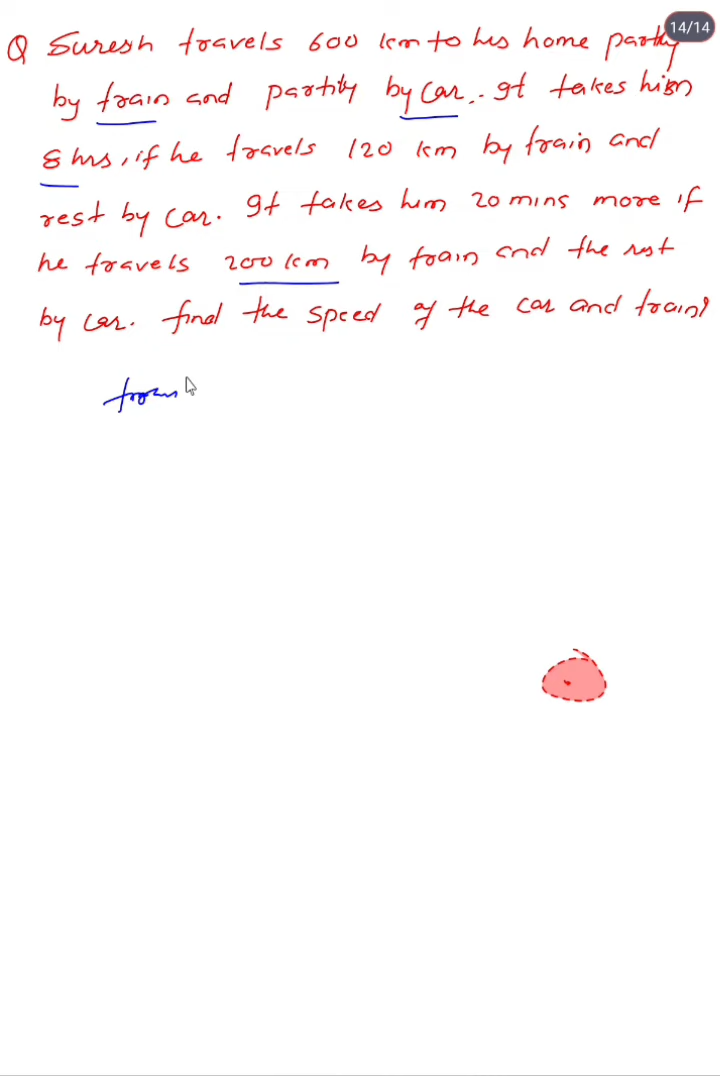 14/14
Q Suresh travels 600 km to his home partly
by train and partily by car.. It takes him
8 hrs, if he travels 120 km by train and
rest by car. It takes him 20 mins more if
he travels 200 km by train and the rest
by car. find the speed of the car and train?
train